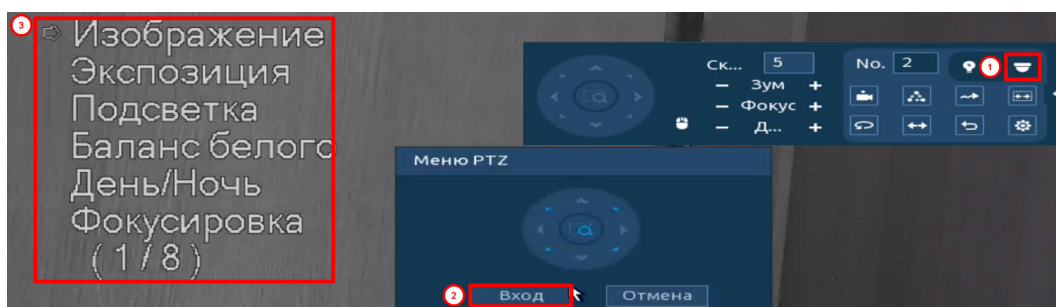 3
Изображение
Экспозиция
Подсветка
Баланс белого
День/Ночь
Фокусировка
(1/8)
Ск... 5
No. 2
1
– Зум +
– Фокус +
– Д... +
Меню PTZ
2
Вход
Отмена